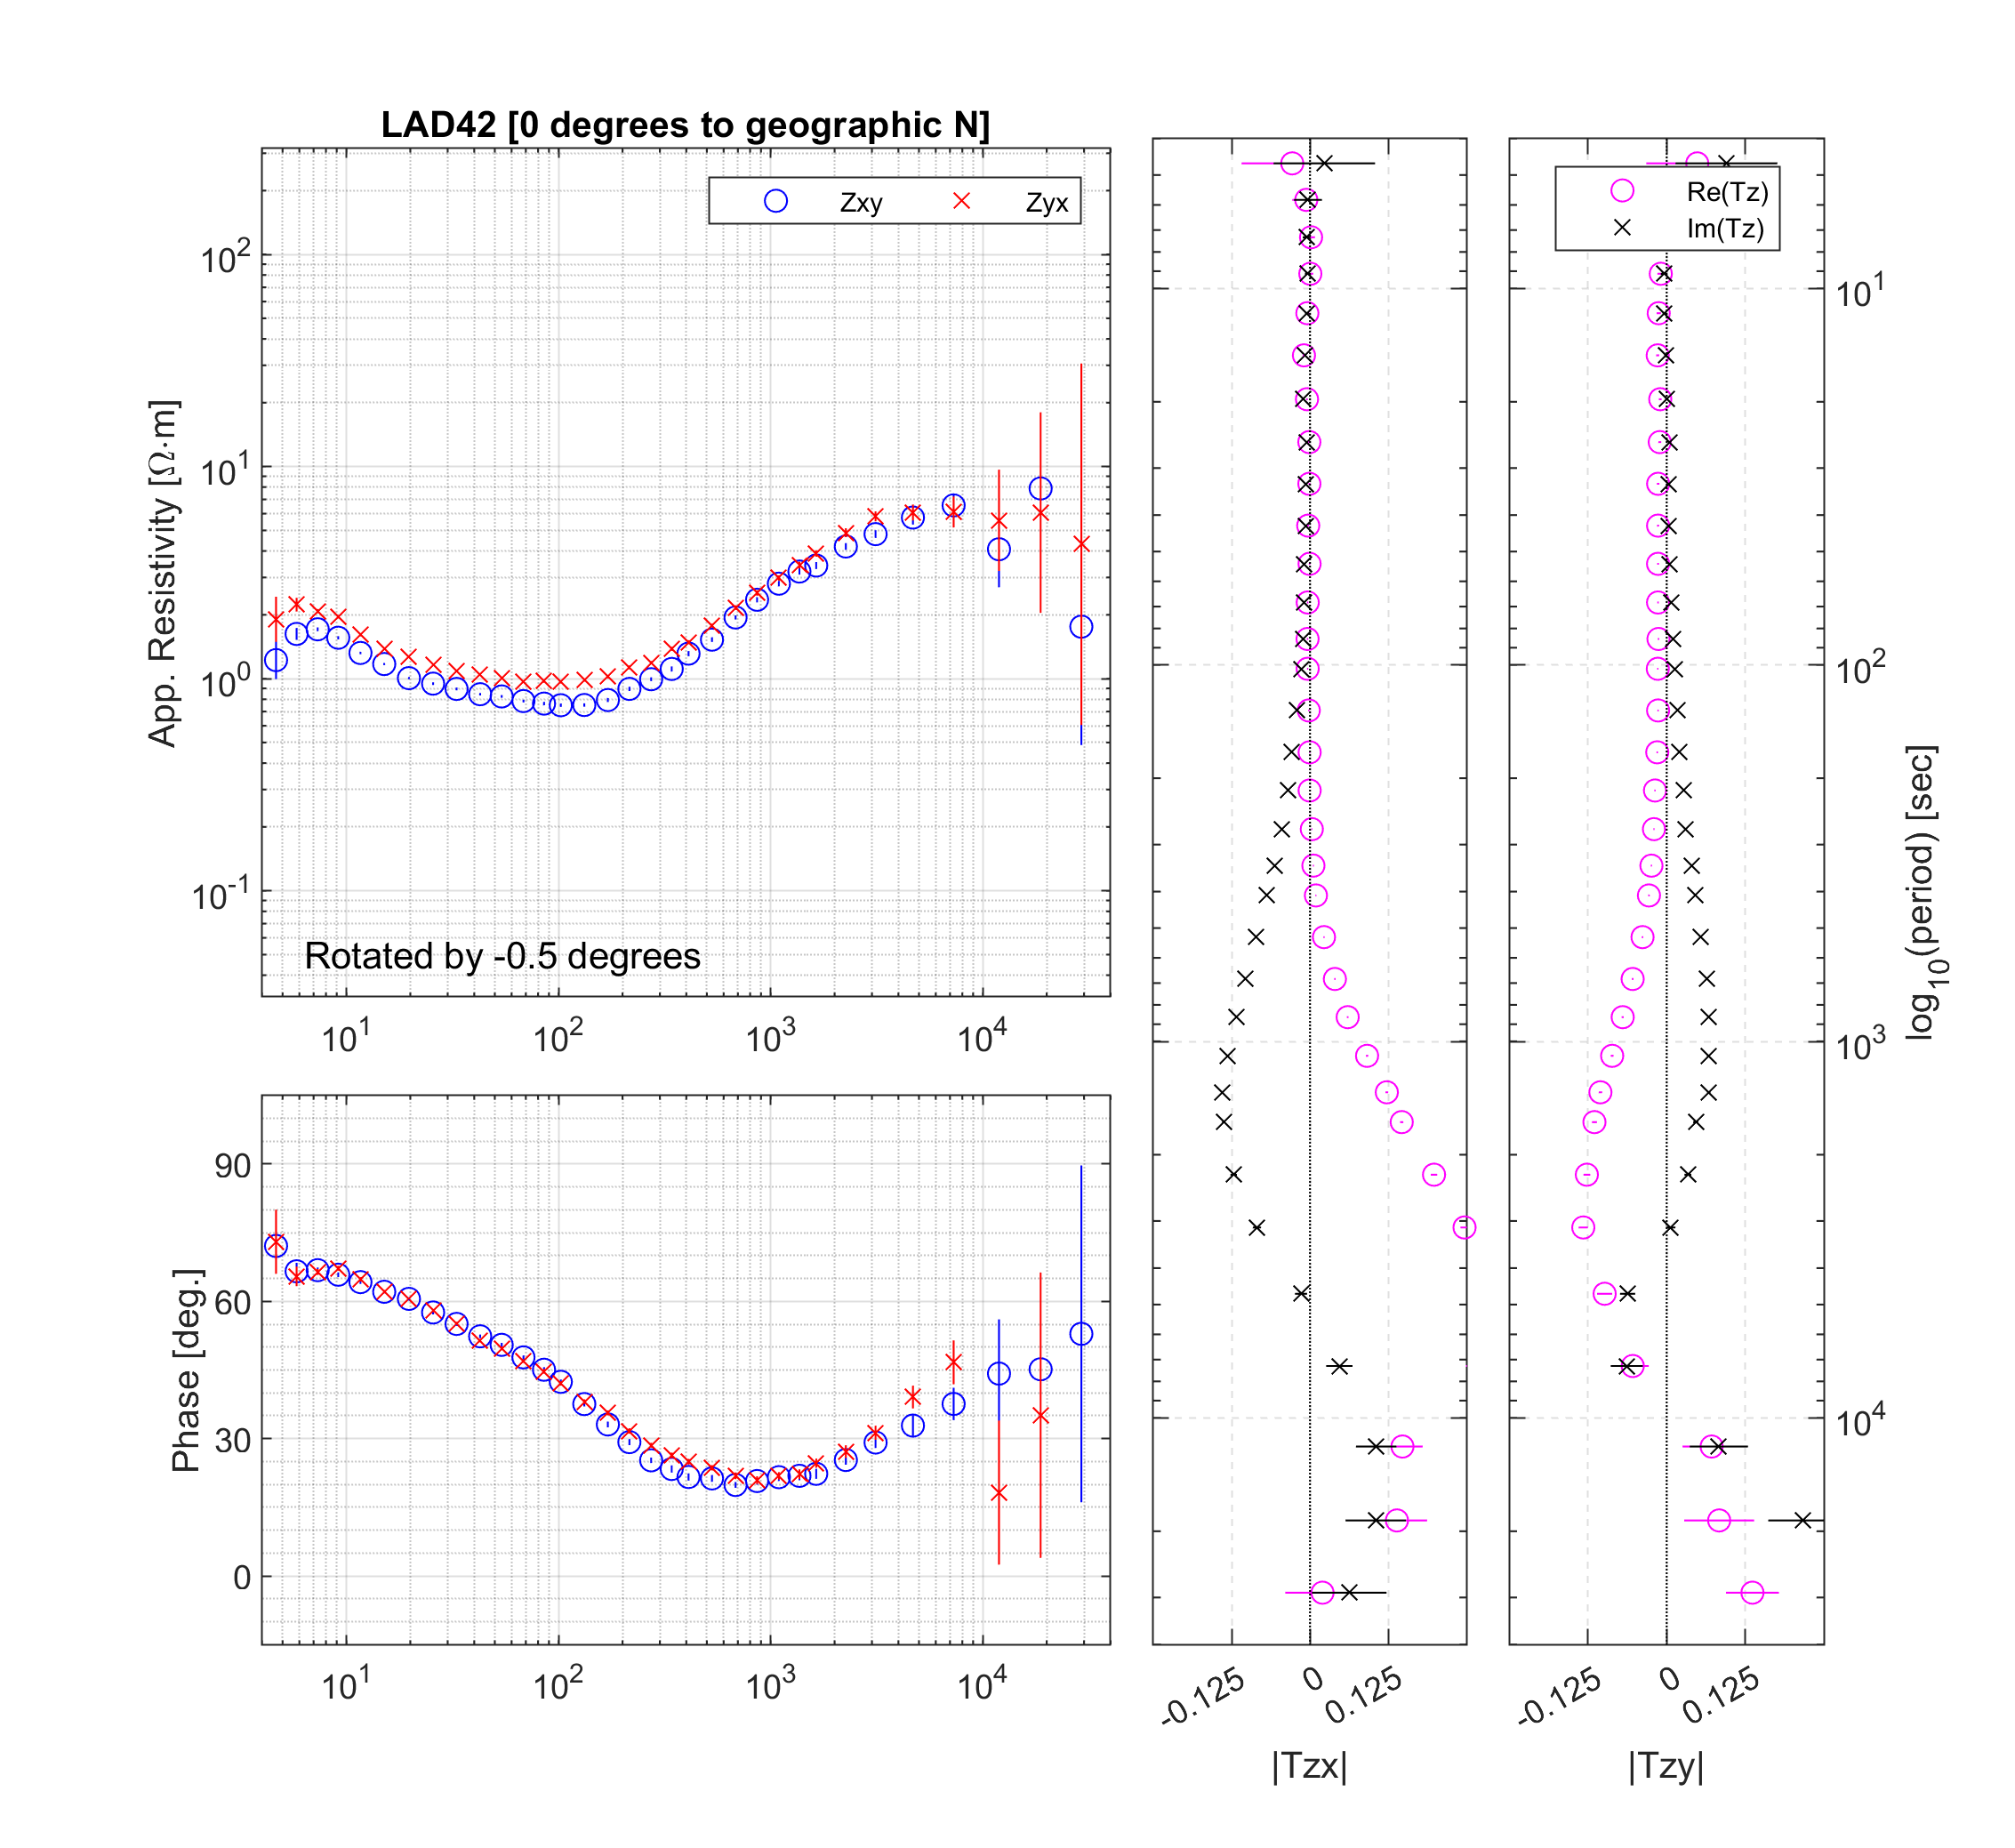 LAD42 [0 degrees to geographic N]
Zxy Zyx
App. Resistivity [Ω·m]
10² 10¹ 10⁰ 10⁻¹
Rotated by -0.5 degrees
10¹ 10² 10³ 10⁴
Phase [deg.]
90 60 30 0
10¹ 10² 10³ 10⁴
-0.125 0 0.125
|Tzx|
Re(Tz)
Im(Tz)
-0.125 0 0.125
|Tzy|
10¹ 10² 10³ 10⁴
log₁₀(period) [sec]